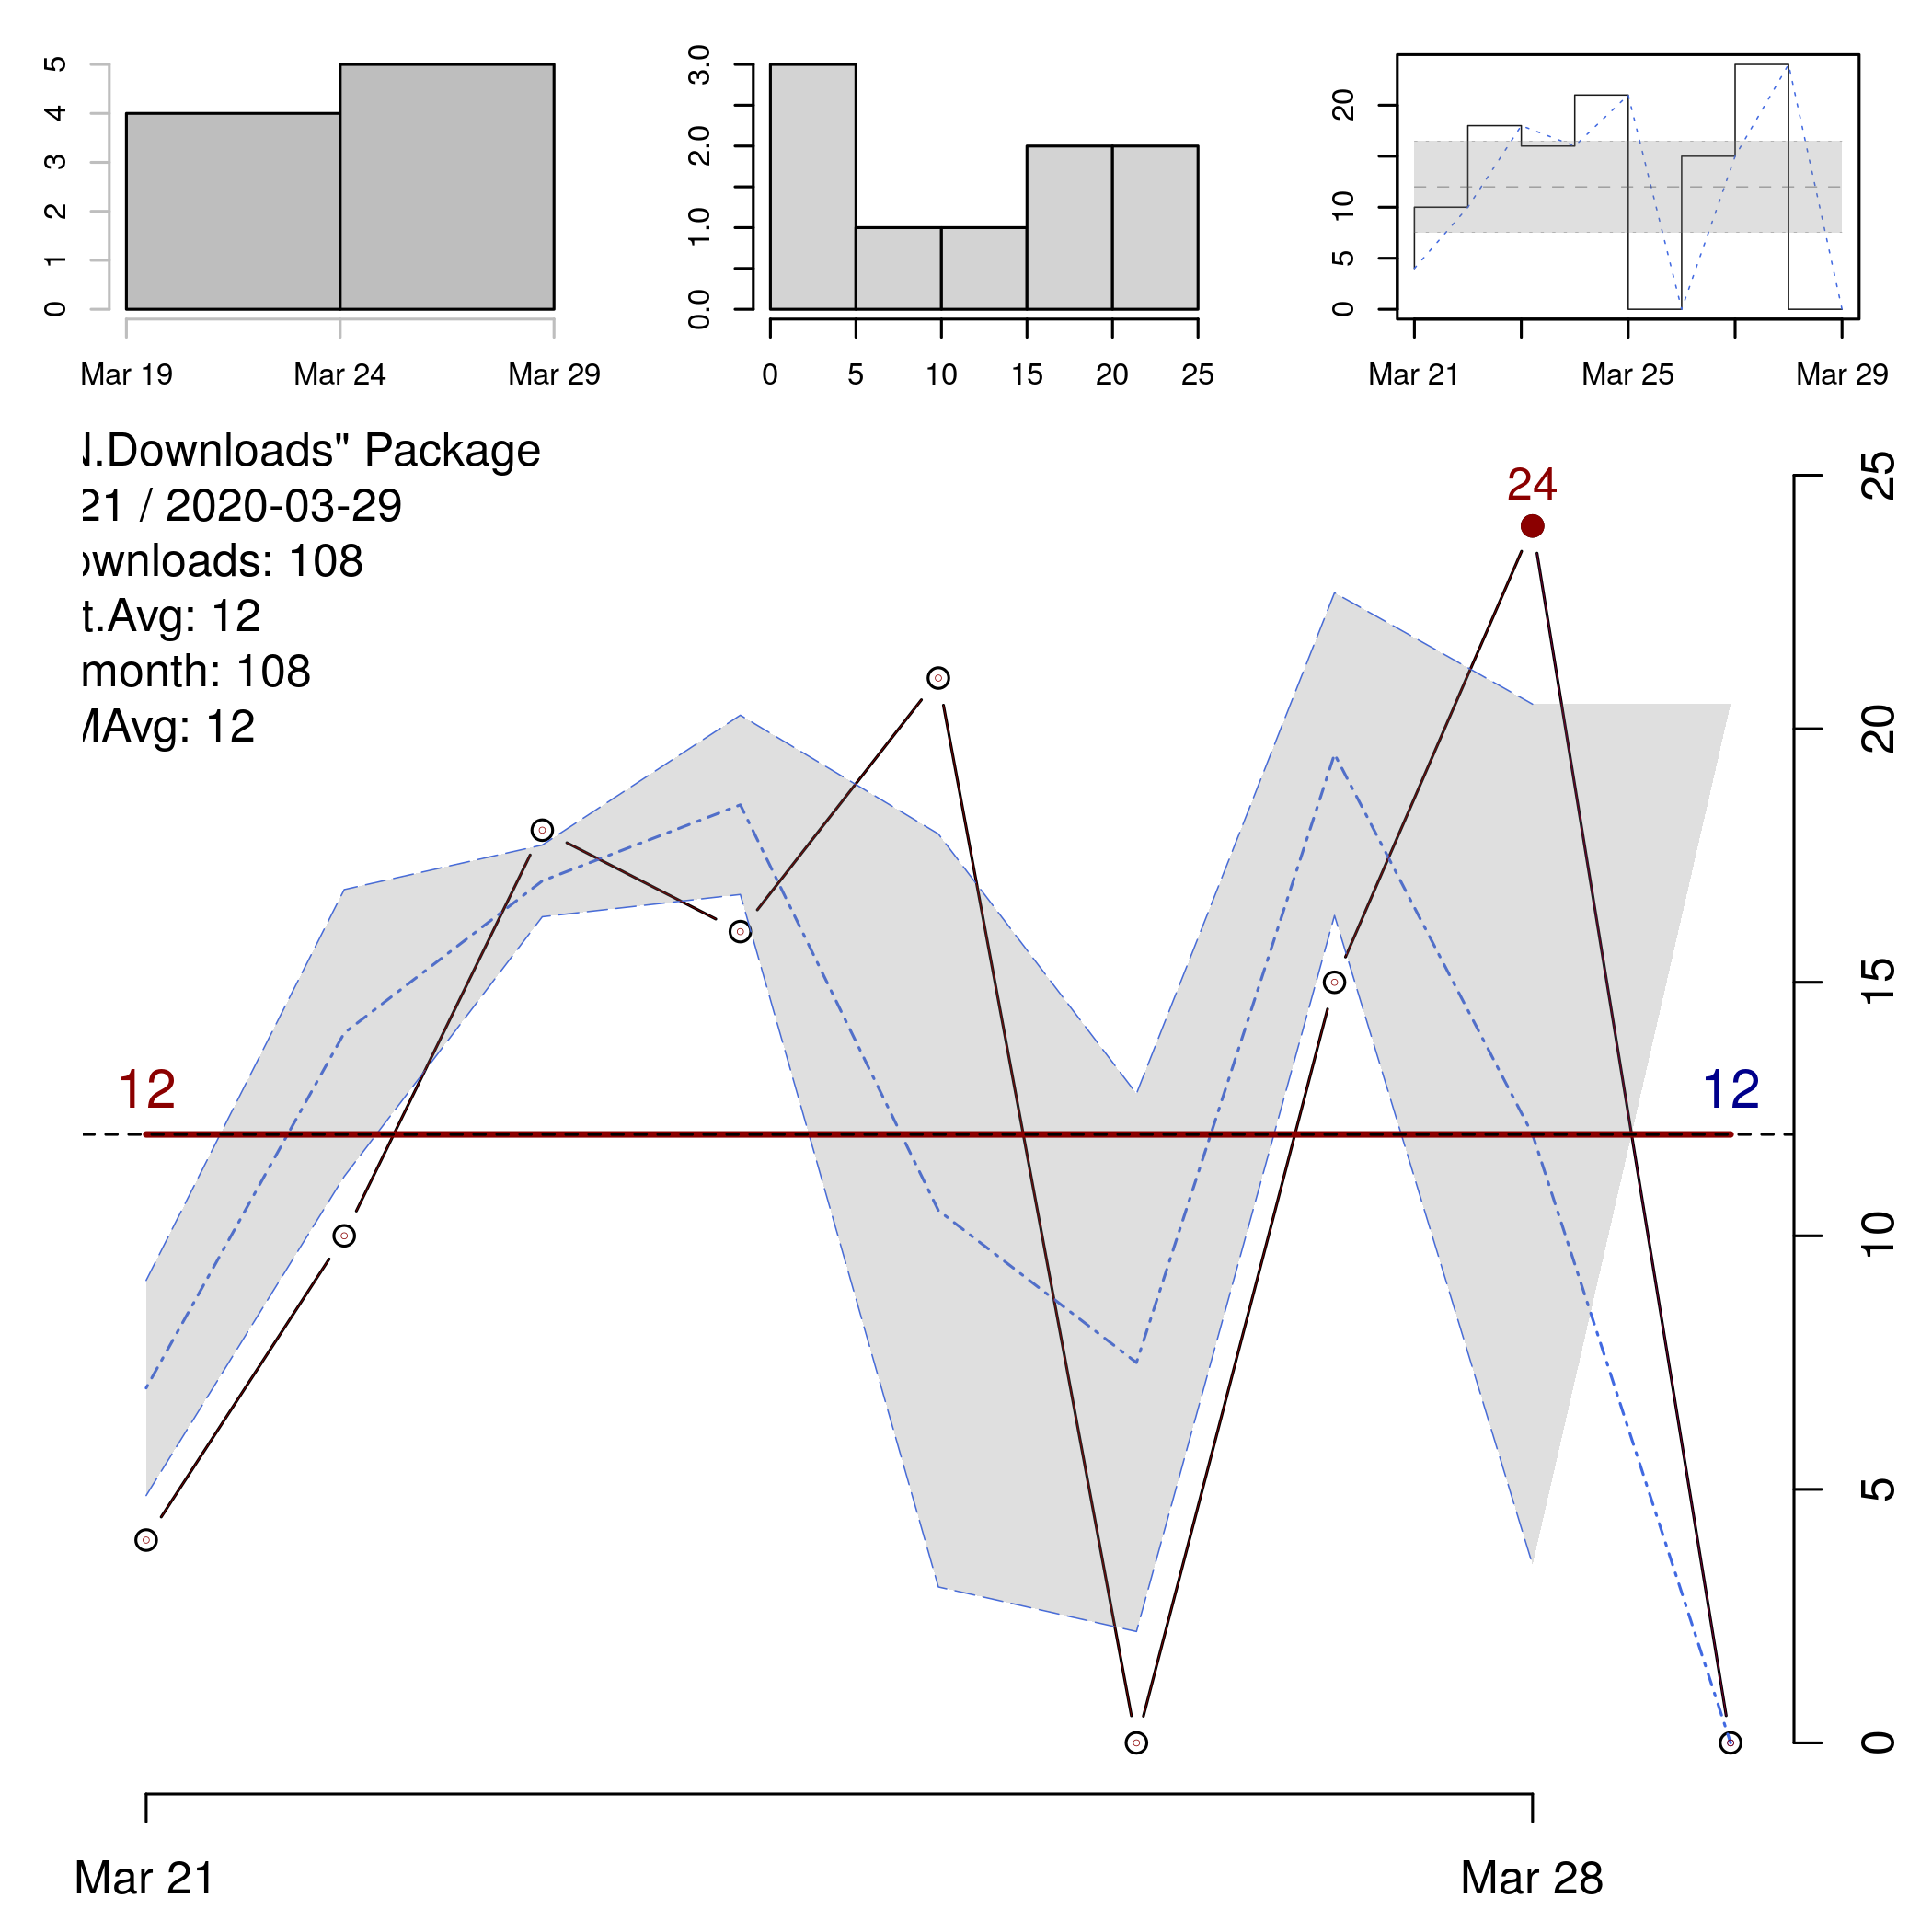 5
4
3
2
1
0
Mar 19 Mar 24 Mar 29
3.0
2.0
1.0
0.0
0 5 10 15 20 25
20
10
5
0
Mar 21 Mar 25 Mar 29
.Downloads" Package
21 / 2020-03-29
ownloads: 108
t.Avg: 12
month: 108
MAvg: 12
24
12
12
25
20
15
10
5
0
Mar 21 Mar 28